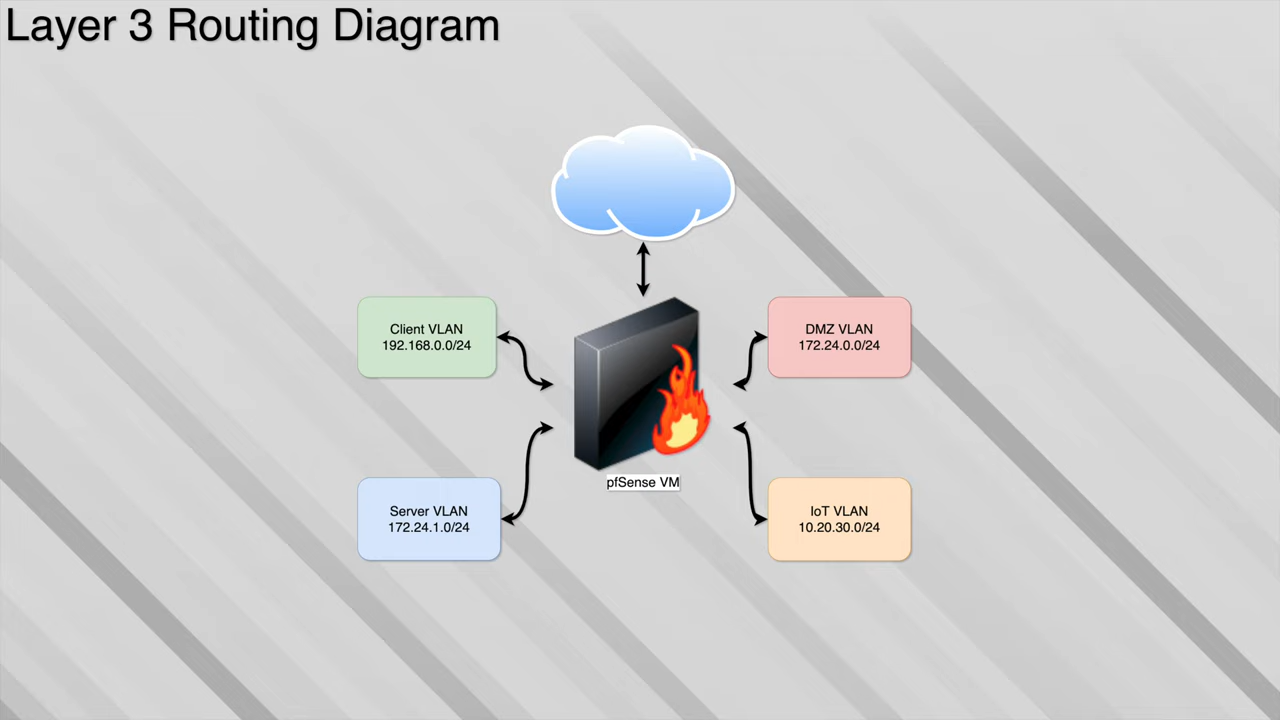 Layer 3 Routing Diagram
Client VLAN
192.168.0.0/24
DMZ VLAN
172.24.0.0/24
pfSense VM
Server VLAN
172.24.1.0/24
IoT VLAN
10.20.30.0/24